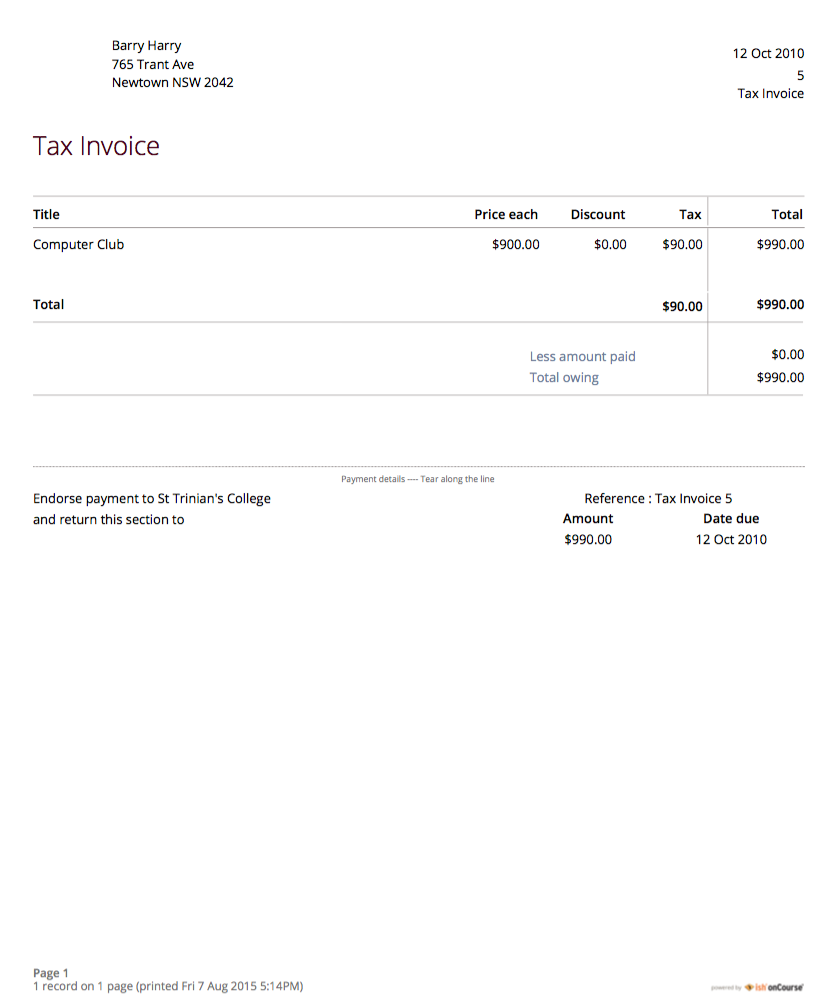 Barry Harry
765 Trant Ave
Newtown NSW 2042
12 Oct 2010
5
Tax Invoice
Tax Invoice
Title Price each Discount Tax Total
Computer Club $900.00 $0.00 $90.00 $990.00
Total $90.00 $990.00
Less amount paid $0.00
Total owing $990.00
Payment details ---- Tear along the line
Endorse payment to St Trinian's College Reference : Tax Invoice 5
and return this section to Amount Date due
$990.00 12 Oct 2010
Page 1
1 record on 1 page (printed Fri 7 Aug 2015 5:14PM)
powered by ish onCourse